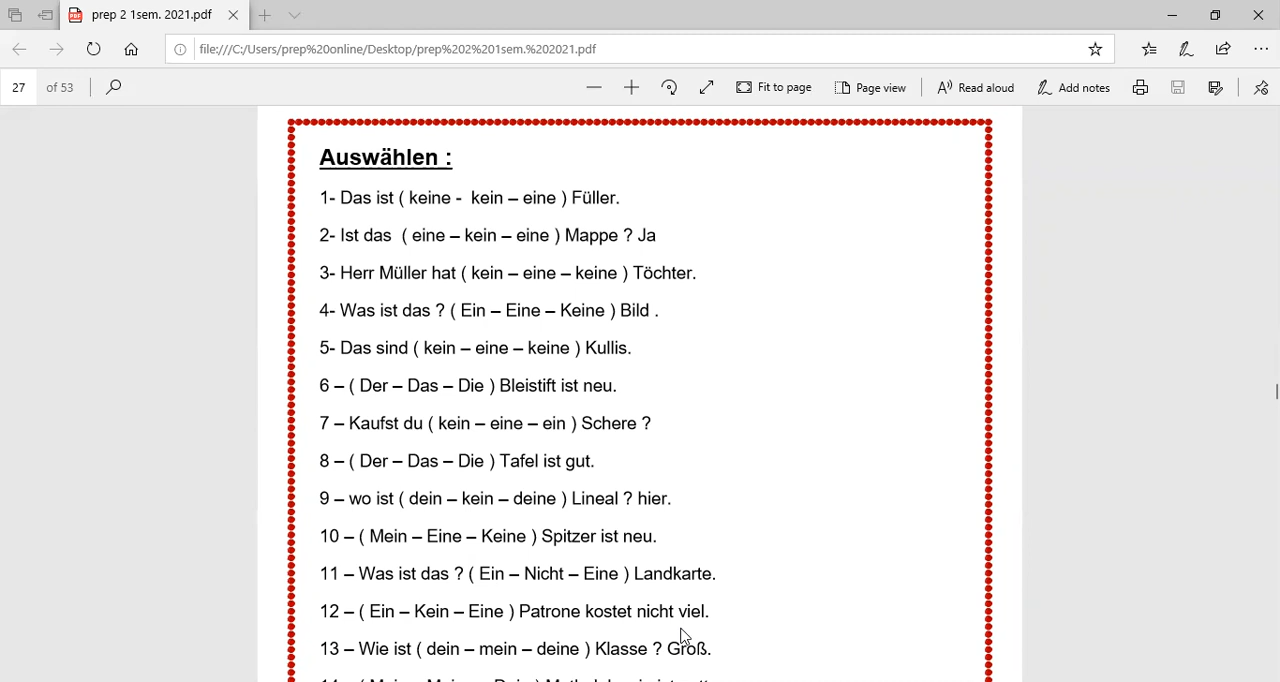 prep 2 1sem. 2021.pdf
file:///C:/Users/prep%20online/Desktop/prep%202%201sem.%202021.pdf
27 of 53 Fit to page Page view Read aloud Add notes
Auswählen :
1- Das ist ( keine - kein – eine ) Füller.
2- Ist das ( eine – kein – eine ) Mappe ? Ja
3- Herr Müller hat ( kein – eine – keine ) Töchter.
4- Was ist das ? ( Ein – Eine – Keine ) Bild .
5- Das sind ( kein – eine – keine ) Kullis.
6 – ( Der – Das – Die ) Bleistift ist neu.
7 – Kaufst du ( kein – eine – ein ) Schere ?
8 – ( Der – Das – Die ) Tafel ist gut.
9 – wo ist ( dein – kein – deine ) Lineal ? hier.
10 – ( Mein – Eine – Keine ) Spitzer ist neu.
11 – Was ist das ? ( Ein – Nicht – Eine ) Landkarte.
12 – ( Ein – Kein – Eine ) Patrone kostet nicht viel.
13 – Wie ist ( dein – mein – deine ) Klasse ? Groß.